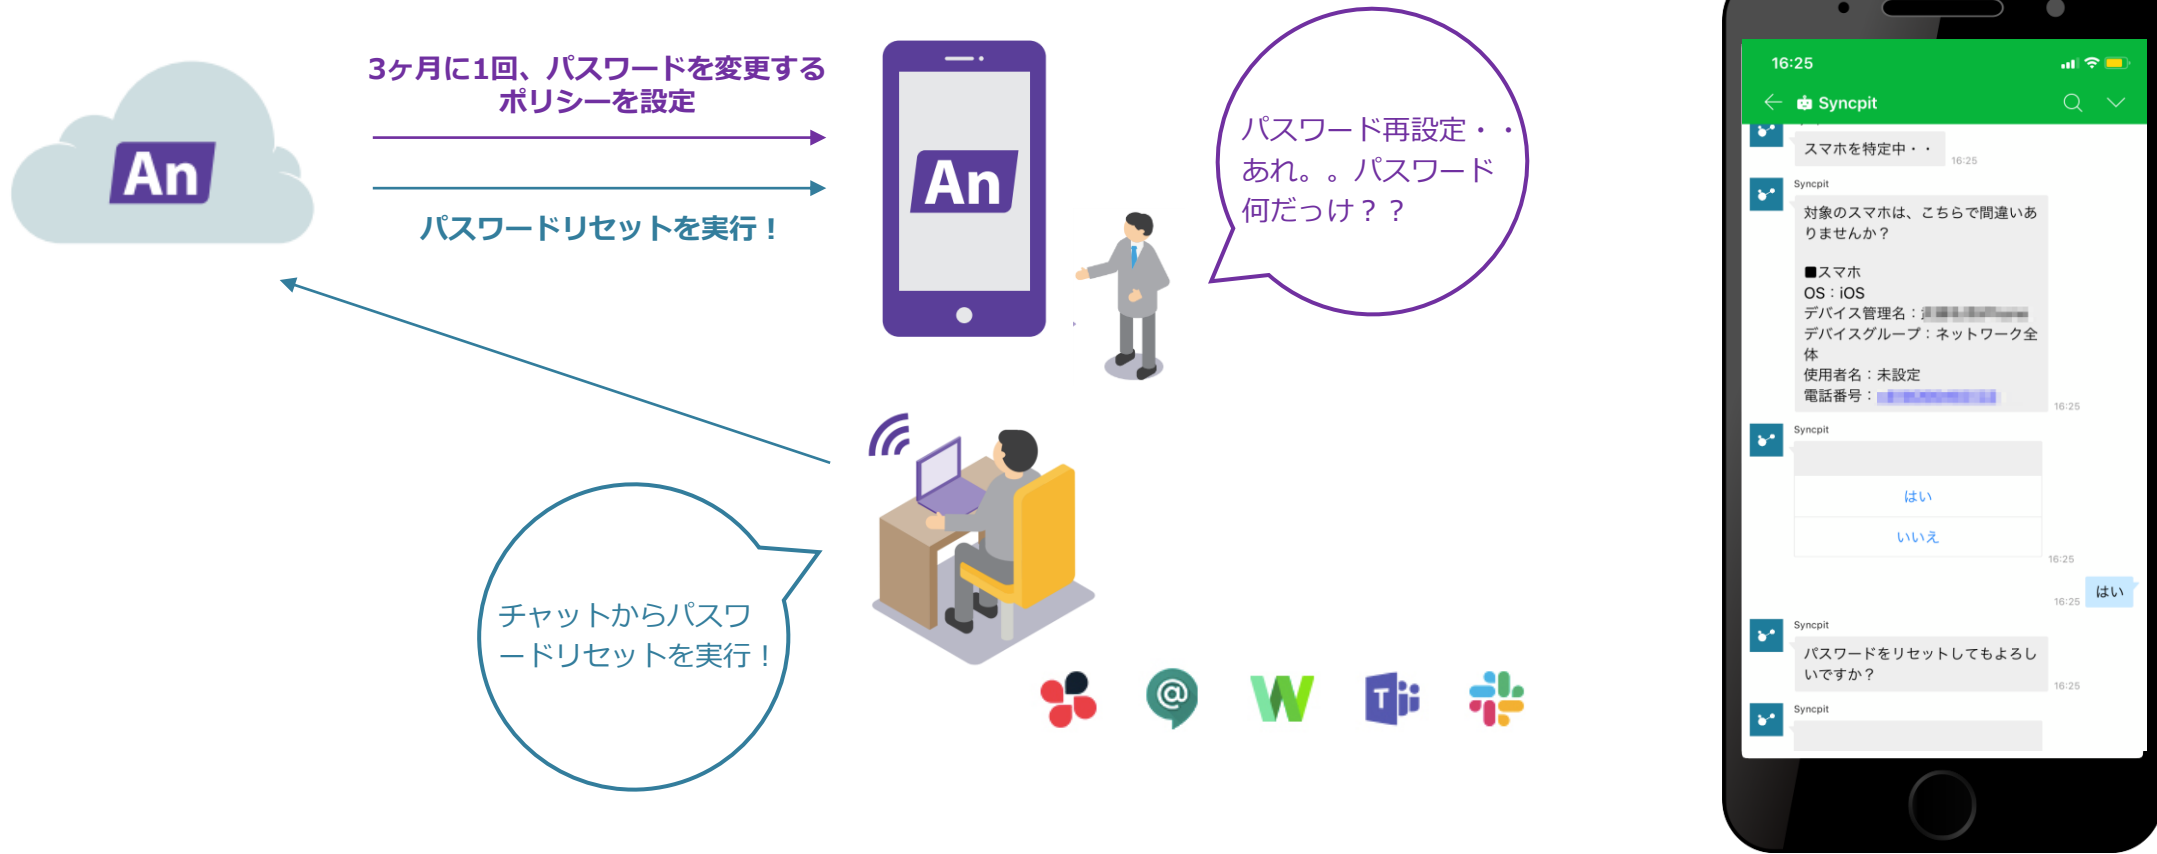 An
3ヶ月に1回、パスワードを変更する
ポリシーを設定
パスワードリセットを実行！
An
パスワード再設定・・
あれ。。パスワード
何だっけ？？
チャットからパスワ
ードリセットを実行！
16:25
Syncpit
スマホを特定中・・
16:25
Syncpit
対象のスマホは、こちらで間違いあ
りませんか？
■スマホ
OS：iOS
デバイス管理名：
デバイスグループ：ネットワーク全
体
使用者名：未設定
電話番号：
16:25
Syncpit
はい
いいえ
16:25
はい
16:25
Syncpit
パスワードをリセットしてもよろし
いですか？
16:25
Syncpit